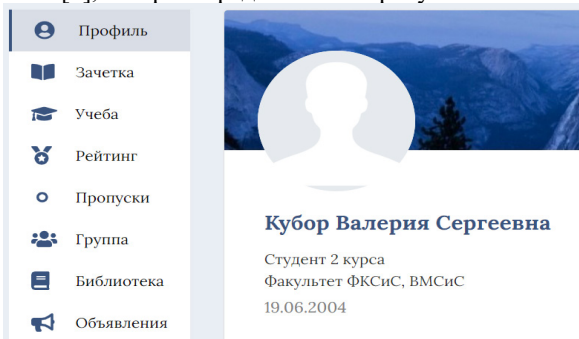 Профиль
Зачетка
Учеба
Рейтинг
Пропуски
Группа
Библиотека
Объявления
Кубор Валерия Сергеевна
Студент 2 курса
Факультет ФКСиС, ВМСиС
19.06.2004